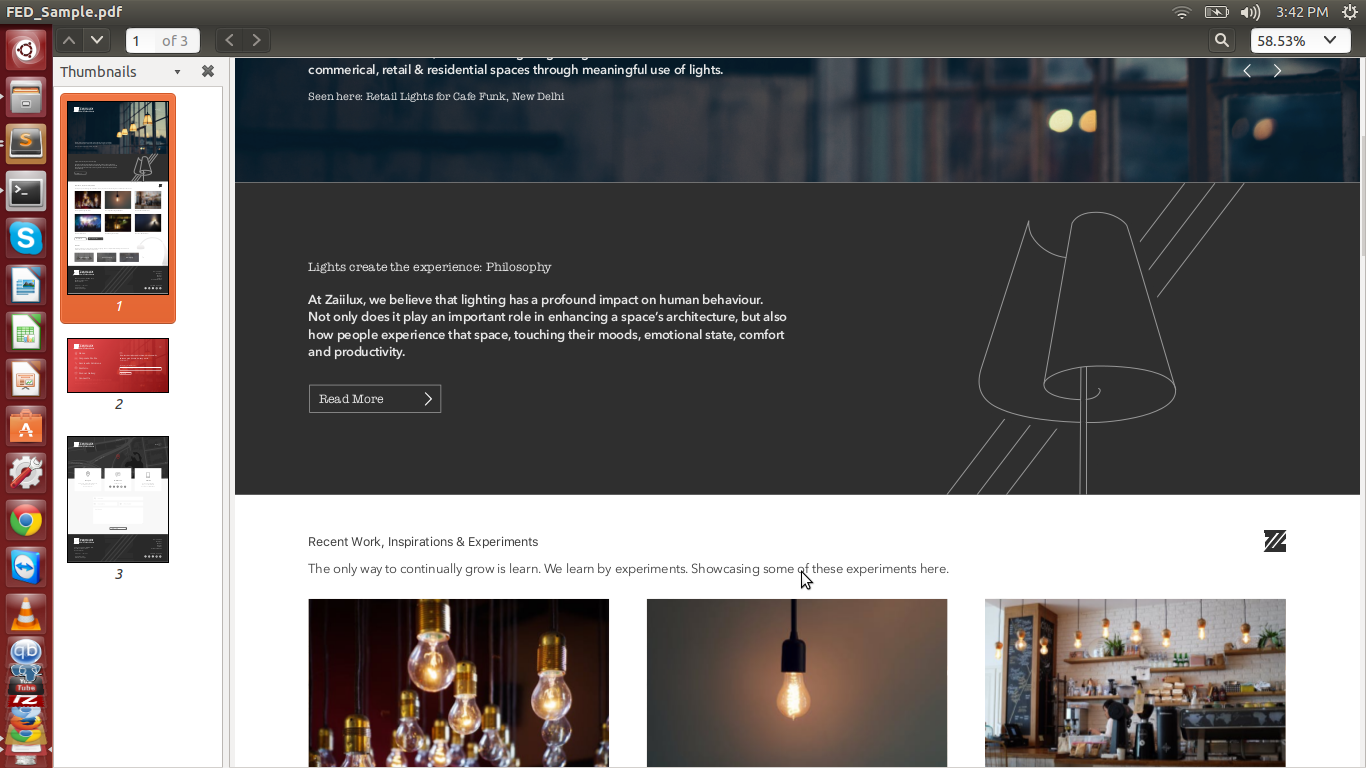 FED_Sample.pdf
3:42 PM
1 of 3
58.53%
Thumbnails
1
2
3
commerical, retail & residential spaces through meaningful use of lights.
Seen here: Retail Lights for Cafe Funk, New Delhi
Lights create the experience: Philosophy
At Zaiilux, we believe that lighting has a profound impact on human behaviour.
Not only does it play an important role in enhancing a space’s architecture, but also
how people experience that space, touching their moods, emotional state, comfort
and productivity.
Read More
Recent Work, Inspirations & Experiments
The only way to continually grow is learn. We learn by experiments. Showcasing some of these experiments here.